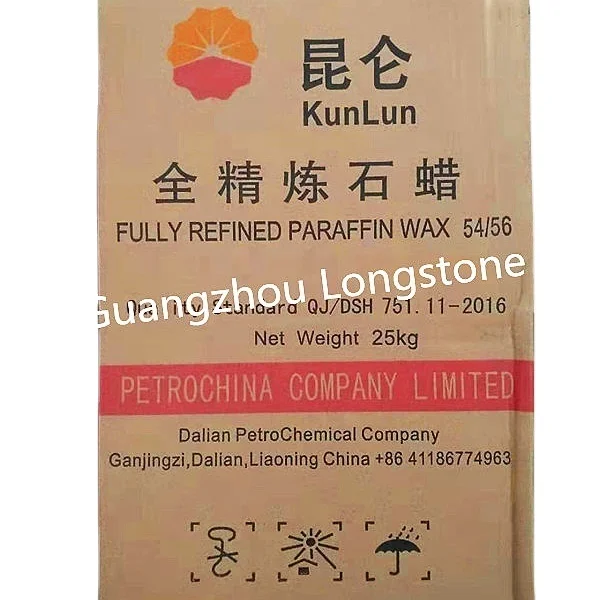 昆仑
KunLun
全精炼石蜡
FULLY REFINED PARAFFIN WAX 54/56
Guangzhou Longstone
Quality Standard QJ/DSH 751.11-2016
Net Weight 25kg
PETROCHINA COMPANY LIMITED
Dalian PetroChemical Company
Ganjingzi,Dalian,Liaoning China +86 41186774963